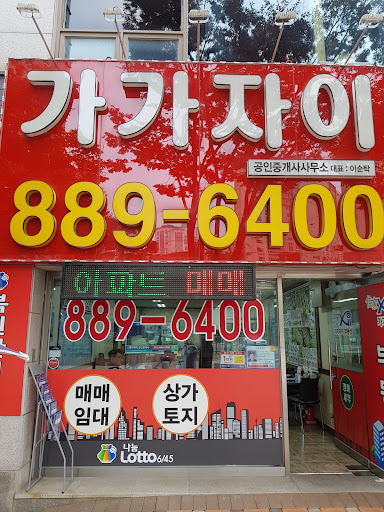 가가자이
공인중개사사무소 대표 : 이순탁
889-6400
아파트 매매
889-6400
매매
임대
상가
토지
나눔
Lotto 6/45